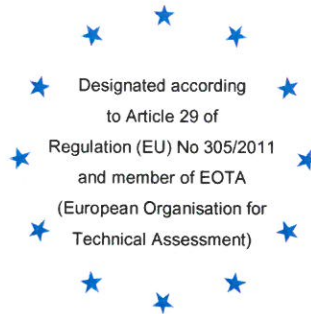 Designated according
to Article 29 of
Regulation (EU) No 305/2011
and member of EOTA
(European Organisation for
Technical Assessment)